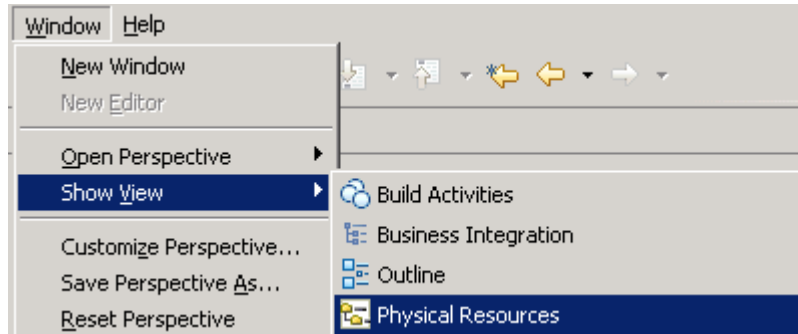 Window Help
New Window
New Editor
Open Perspective
Show View
Build Activities
Business Integration
Customize Perspective...
Outline
Save Perspective As...
Physical Resources
Reset Perspective